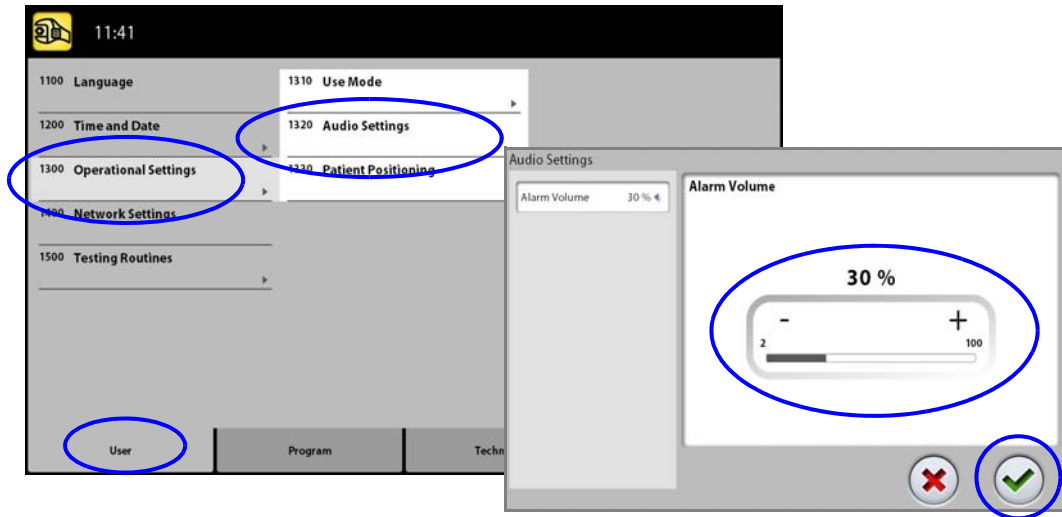 11:41
1100 Language
1200 Time and Date
1300 Operational Settings
1400 Network Settings
1500 Testing Routines
1310 Use Mode
1320 Audio Settings
1330 Patient Positioning
User
Program
Techn
Audio Settings
Alarm Volume 30 %
Alarm Volume
30 %
- +
2 100